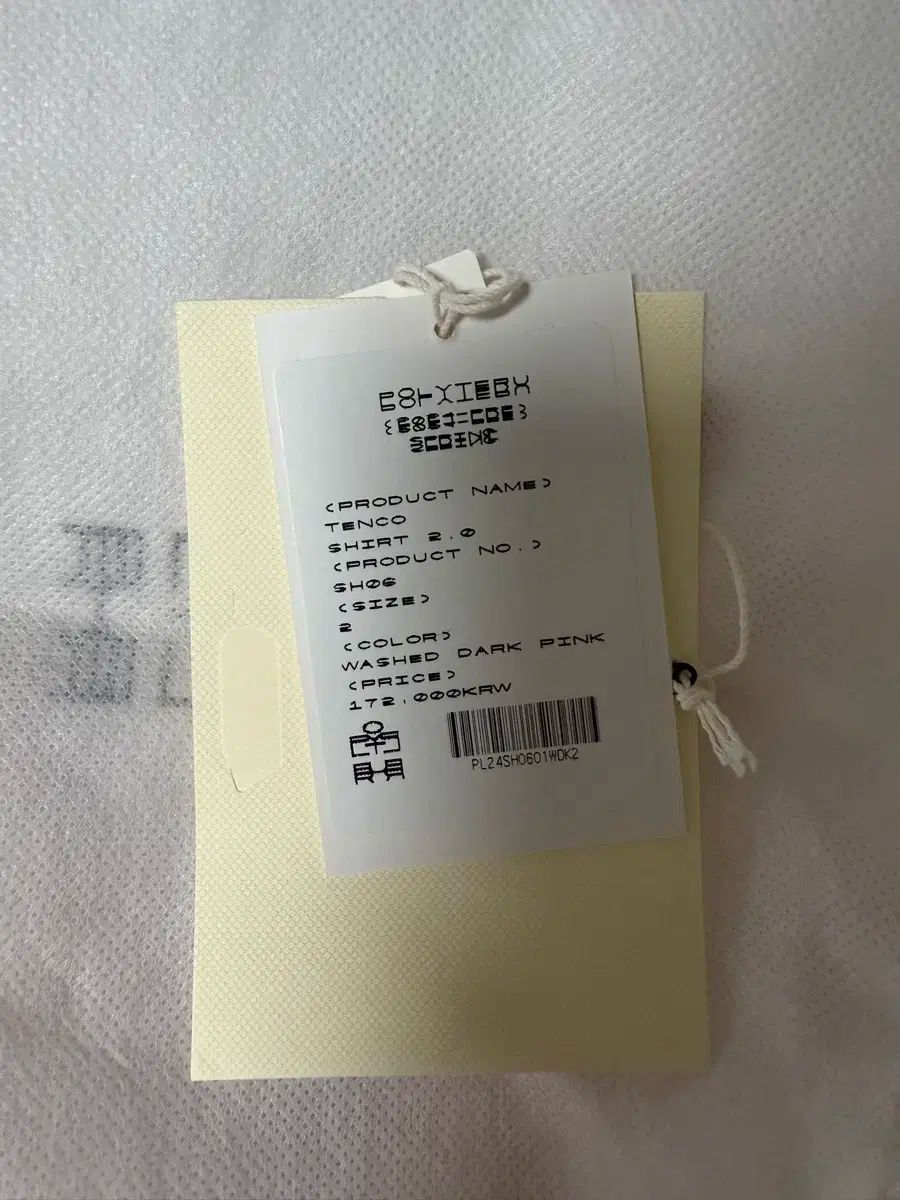 <PRODUCT NAME>
TENCO
SHIRT 2.0
<PRODUCT NO.>
SH06
<SIZE>
2
<COLOR>
WASHED DARK PINK
<PRICE>
172,000KRW
PL24SH0601WDK2